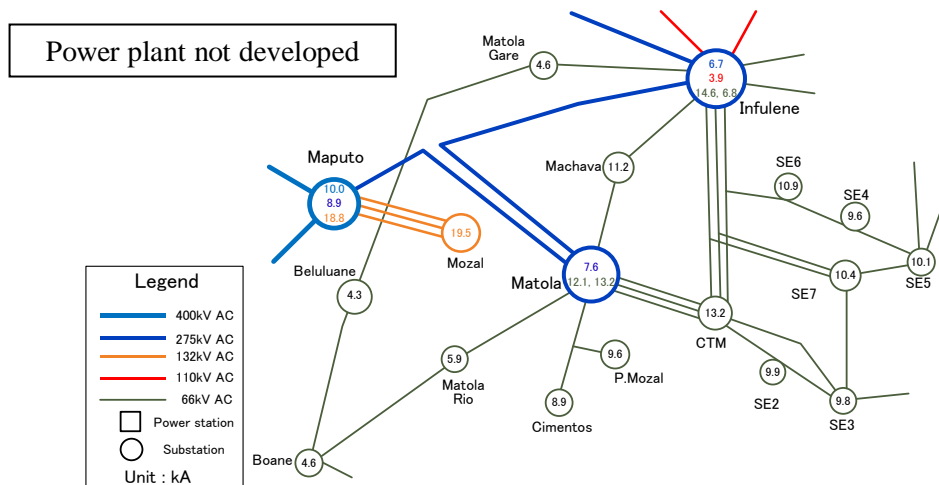 Power plant not developed
Matola
Gare
4.6
6.7
3.9
14.6, 6.8
Infulene
Maputo
10.0
8.9
18.8
19.5
Mozal
Machava
11.2
SE6
10.9
SE4
9.6
10.1
SE5
10.4
SE7
Beluluane
4.3
Matola
7.6
12.1, 13.2
13.2
CTM
5.9
Matola
Rio
9.6
P.Mozal
8.9
Cimentos
9.9
SE2
9.8
SE3
Boane
4.6
Legend
400kV AC
275kV AC
132kV AC
110kV AC
66kV AC
Power station
Substation
Unit : kA